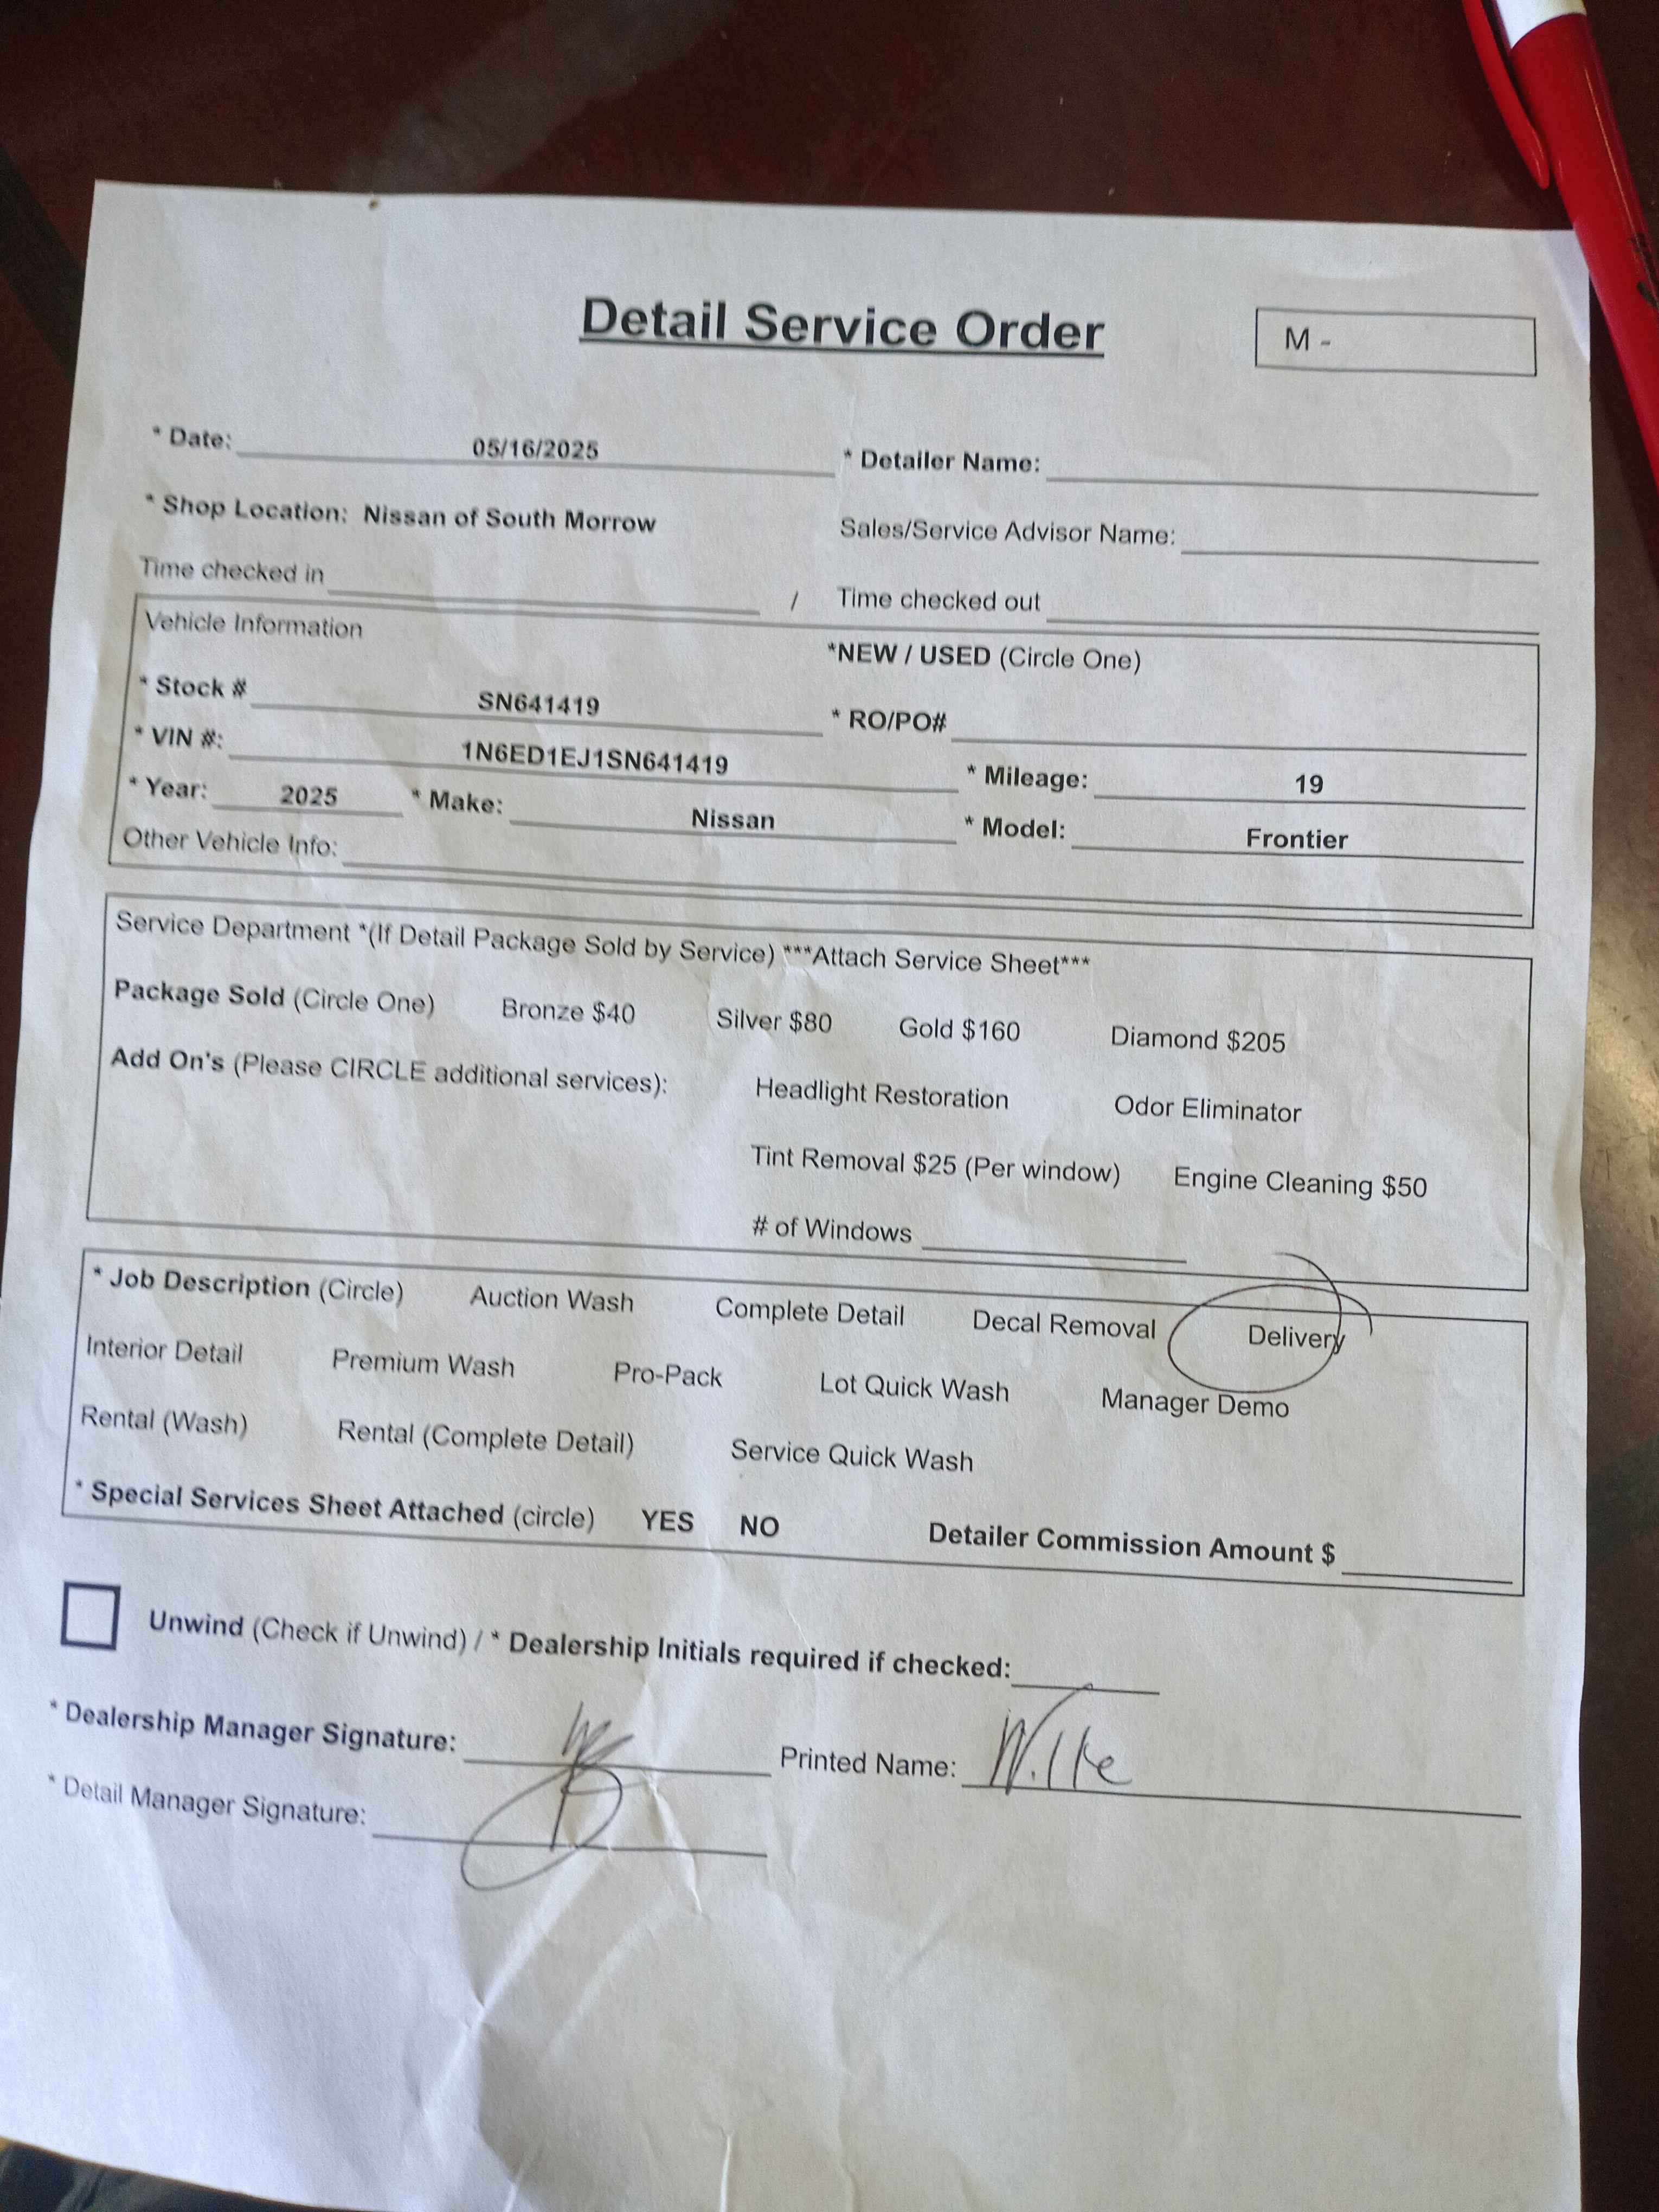 Detail Service Order
M -
* Date: 05/16/2025 * Detailer Name:
* Shop Location: Nissan of South Morrow Sales/Service Advisor Name:
Time checked in / Time checked out
Vehicle Information *NEW / USED (Circle One)
* Stock # SN641419 * RO/PO#
* VIN #: 1N6ED1EJ1SN641419 * Mileage: 19
* Year: 2025 * Make: Nissan * Model: Frontier
Other Vehicle Info:
Service Department *(If Detail Package Sold by Service) ***Attach Service Sheet***
Package Sold (Circle One) Bronze $40 Silver $80 Gold $160 Diamond $205
Add On's (Please CIRCLE additional services): Headlight Restoration Odor Eliminator
Tint Removal $25 (Per window) Engine Cleaning $50
# of Windows
* Job Description (Circle) Auction Wash Complete Detail Decal Removal Delivery
Interior Detail Premium Wash Pro-Pack Lot Quick Wash Manager Demo
Rental (Wash) Rental (Complete Detail) Service Quick Wash
* Special Services Sheet Attached (circle) YES NO Detailer Commission Amount $
Unwind (Check if Unwind) / * Dealership Initials required if checked:
* Dealership Manager Signature: Printed Name:
* Detail Manager Signature: